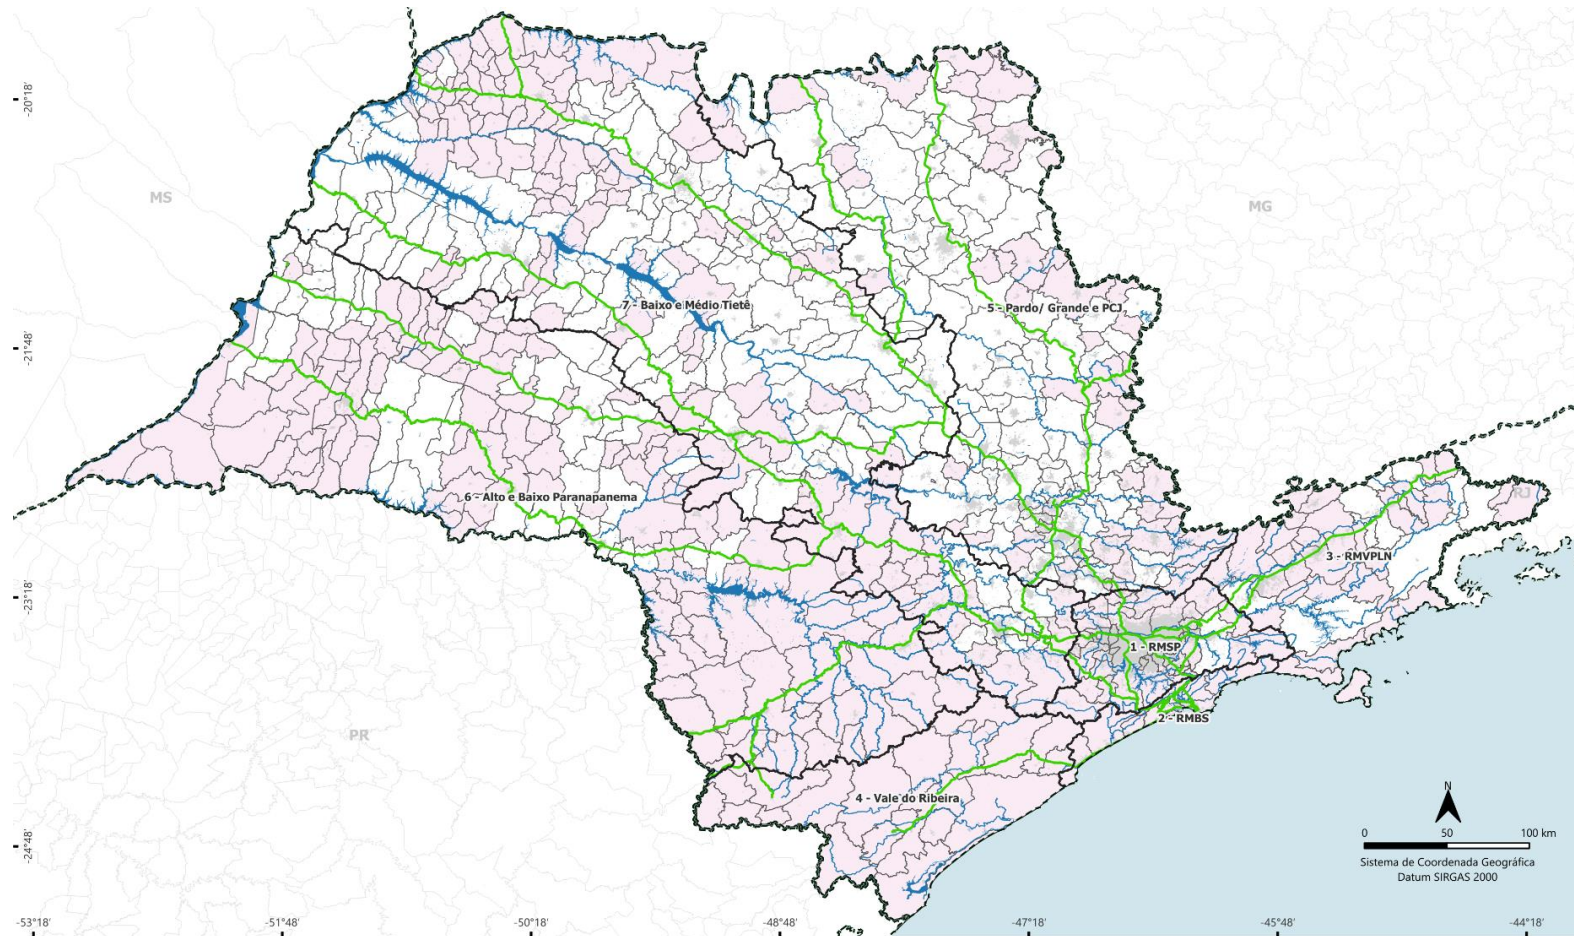 -20°18'
MS
MG
7 - Baixo e Médio Tietê
5 - Pardo/ Grande e PCJ
-21°48'
6 - Alto e Baixo Paranapanema
RJ
3 - RMVPLN
-23°18'
1 - RMSP
2 - RMBS
PR
4 - Vale do Ribeira
N
0 50 100 km
-24°48'
Sistema de Coordenada Geográfica
Datum SIRGAS 2000
-53°18' -51°48' -50°18' -48°48' -47°18' -45°48' -44°18'